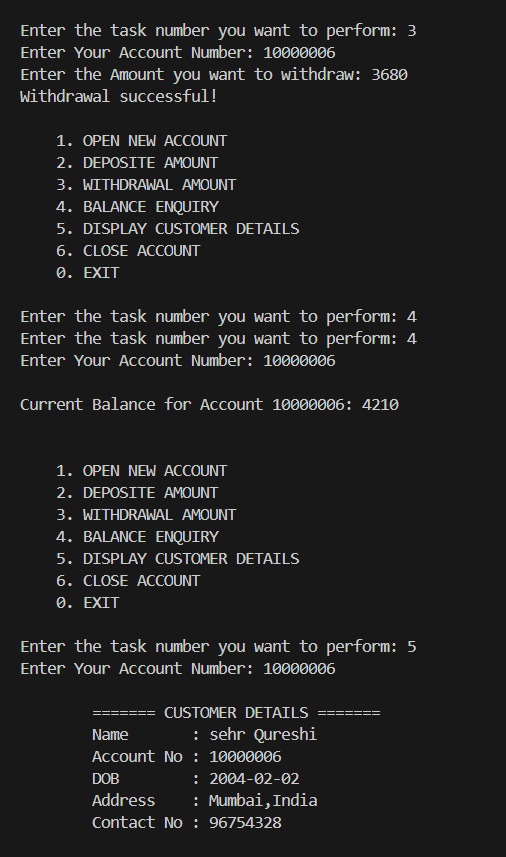 Enter the task number you want to perform: 3
Enter Your Account Number: 10000006
Enter the Amount you want to withdraw: 3680
Withdrawal successful!
1. OPEN NEW ACCOUNT
2. DEPOSITE AMOUNT
3. WITHDRAWAL AMOUNT
4. BALANCE ENQUIRY
5. DISPLAY CUSTOMER DETAILS
6. CLOSE ACCOUNT
0. EXIT
Enter the task number you want to perform: 4
Enter the task number you want to perform: 4
Enter Your Account Number: 10000006
Current Balance for Account 10000006: 4210
1. OPEN NEW ACCOUNT
2. DEPOSITE AMOUNT
3. WITHDRAWAL AMOUNT
4. BALANCE ENQUIRY
5. DISPLAY CUSTOMER DETAILS
6. CLOSE ACCOUNT
0. EXIT
Enter the task number you want to perform: 5
Enter Your Account Number: 10000006
======= CUSTOMER DETAILS =======
Name       : sehr Qureshi
Account No : 10000006
DOB        : 2004-02-02
Address    : Mumbai,India
Contact No : 96754328